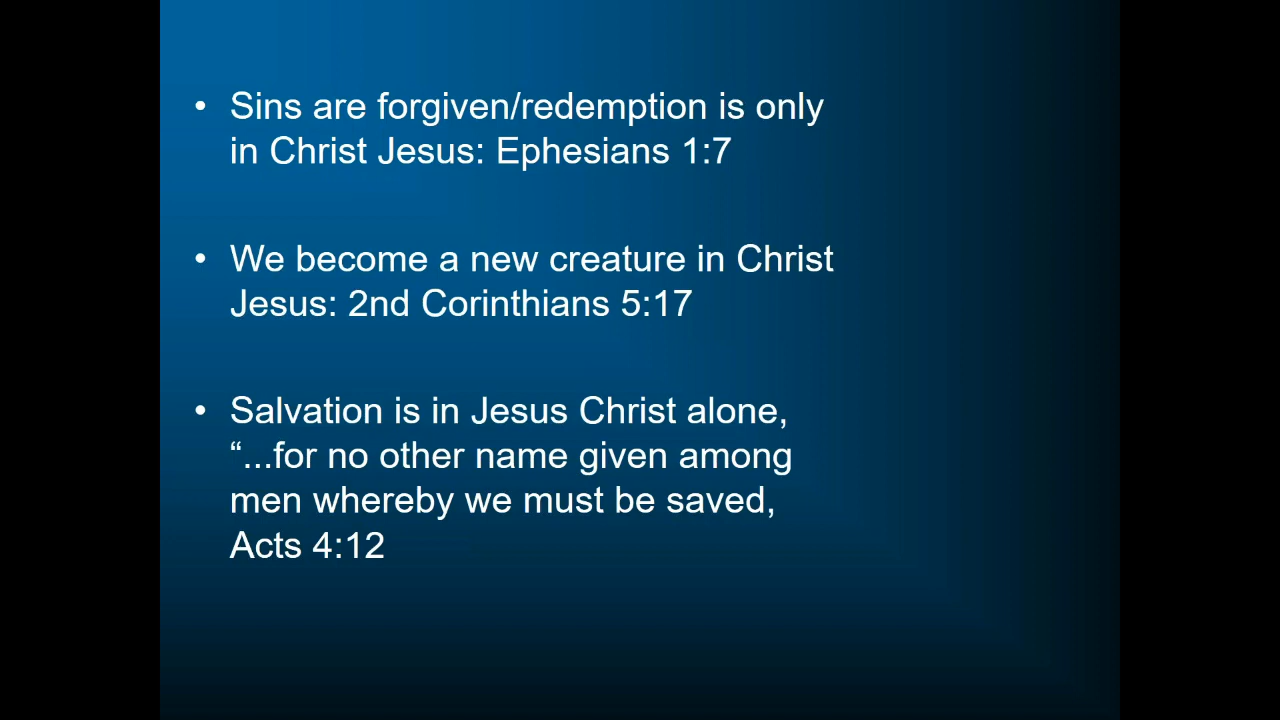 • Sins are forgiven/redemption is only
in Christ Jesus: Ephesians 1:7
• We become a new creature in Christ
Jesus: 2nd Corinthians 5:17
• Salvation is in Jesus Christ alone,
“...for no other name given among
men whereby we must be saved,
Acts 4:12